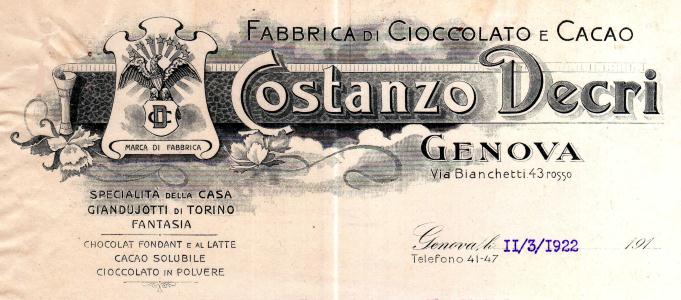 FABBRICA DI CIOCCOLATO E CACAO
Costanzo Decri
MARCA DI FABBRICA
GENOVA
Via Bianchetti.43 rosso
SPECIALITÀ DELLA CASA
GIANDUJOTTI DI TORINO
FANTASIA
CHOCOLAT FONDANT E AL LATTE
CACAO SOLUBILE
CIOCCOLATO IN POLVERE
Genova, li 11/3/1922 191
Telefono 41-47